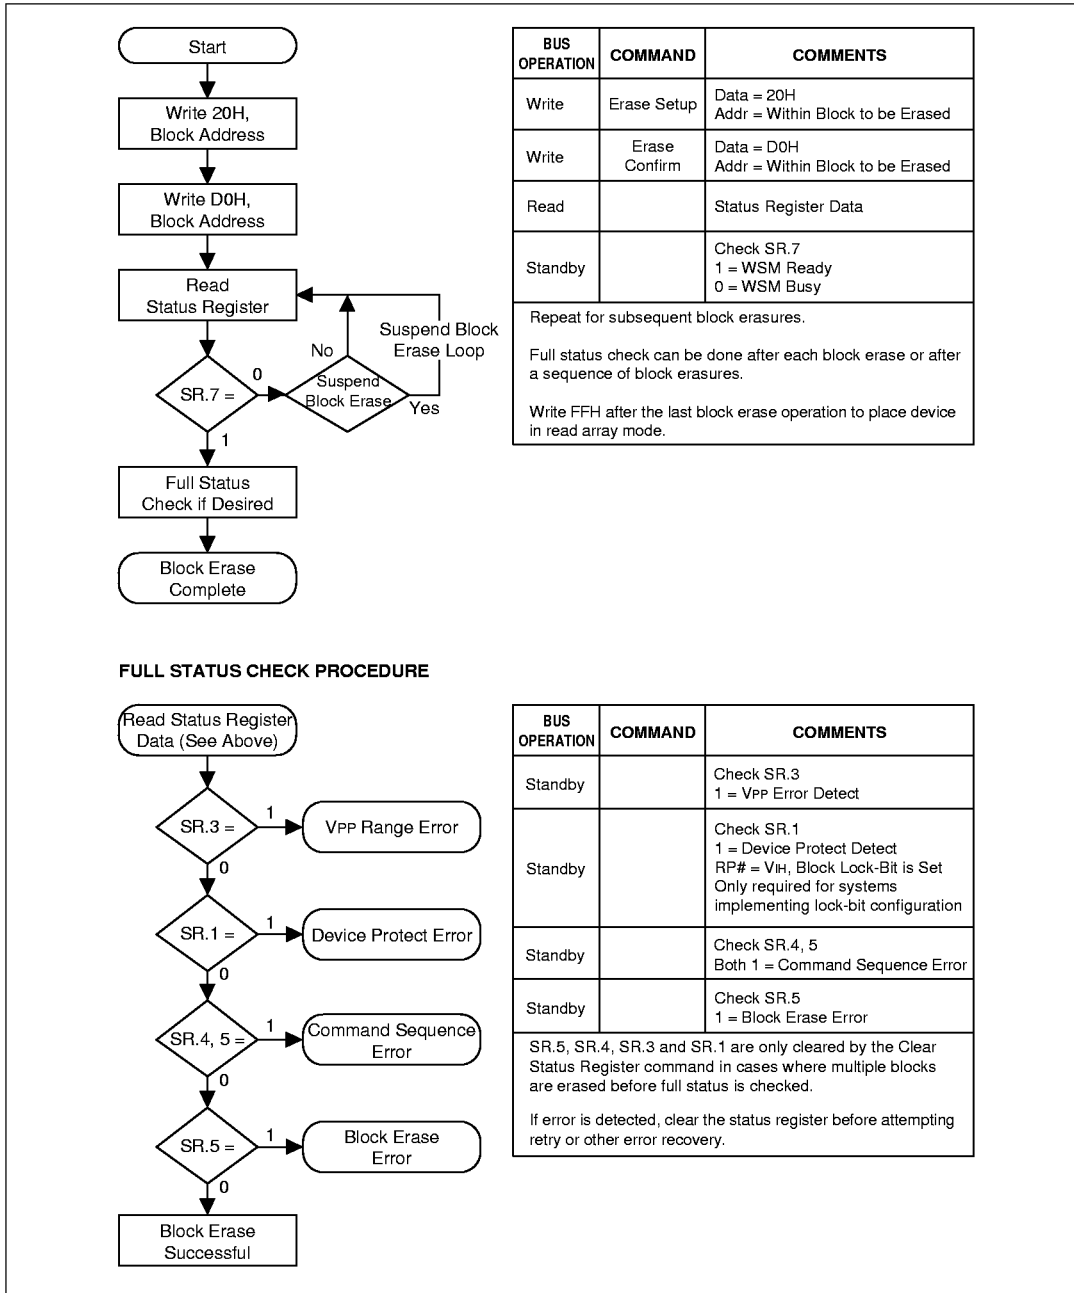 Start
Write 20H,
Block Address
Write D0H,
Block Address
Read
Status Register
Suspend Block
Erase Loop
No
Suspend
Block Erase
Yes
SR.7 =
0
1
Full Status
Check if Desired
Block Erase
Complete
BUS OPERATION COMMAND COMMENTS
Write Erase Setup Data = 20H
Addr = Within Block to be Erased
Write Erase Confirm Data = D0H
Addr = Within Block to be Erased
Read Status Register Data
Standby Check SR.7
1 = WSM Ready
0 = WSM Busy
Repeat for subsequent block erasures.
Full status check can be done after each block erase or after
a sequence of block erasures.
Write FFH after the last block erase operation to place device
in read array mode.
FULL STATUS CHECK PROCEDURE
Read Status Register
Data (See Above)
SR.3 =
1
VPP Range Error
0
SR.1 =
1
Device Protect Error
0
SR.4, 5 =
1
Command Sequence
Error
0
SR.5 =
1
Block Erase
Error
0
Block Erase
Successful
BUS OPERATION COMMAND COMMENTS
Standby Check SR.3
1 = VPP Error Detect
Standby Check SR.1
1 = Device Protect Detect
RP# = VIH, Block Lock-Bit is Set
Only required for systems
implementing lock-bit configuration
Standby Check SR.4, 5
Both 1 = Command Sequence Error
Standby Check SR.5
1 = Block Erase Error
SR.5, SR.4, SR.3 and SR.1 are only cleared by the Clear
Status Register command in cases where multiple blocks
are erased before full status is checked.
If error is detected, clear the status register before attempting
retry or other error recovery.